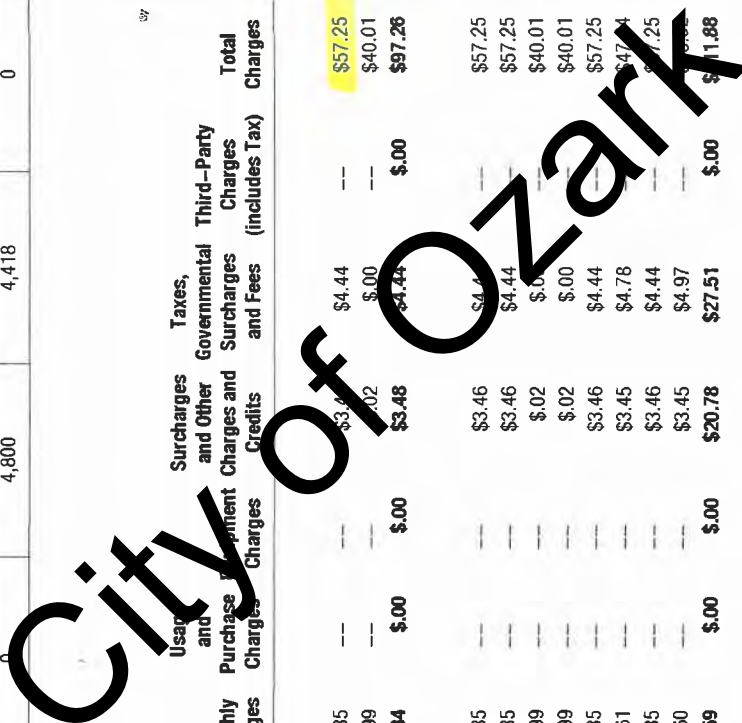 4,800 4,418 0
Surcharges Taxes,
and and Other Governmental Third–Party
Purchase Charges and Surcharges Charges Total
Charges Charges Credits and Fees (includes Tax) Charges
-- -- $4.44 -- $57.25
-- -- $.00 -- $40.01
$.00 $.00 $3.48 $4.44 $.00 $97.26
-- -- $3.46 -- $57.25
-- -- $3.46 $4.44 -- $57.25
-- -- $.02 -- $40.01
-- -- $.02 $.00 -- $40.01
-- -- $3.46 $4.44 -- $57.25
-- -- $3.45 $4.78 --
-- -- $3.46 $4.44 --
-- -- $3.45 $4.97 --
$.00 $.00 $20.78 $27.51 $.00
City of Ozark